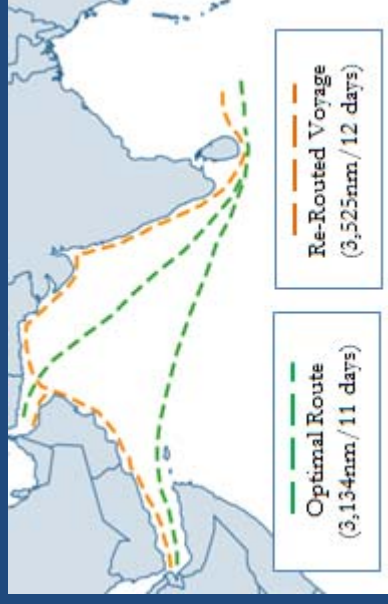 Optimal Route
(3,134nm/11 days)
Re-Routed Voyage
(3,525nm/12 days)